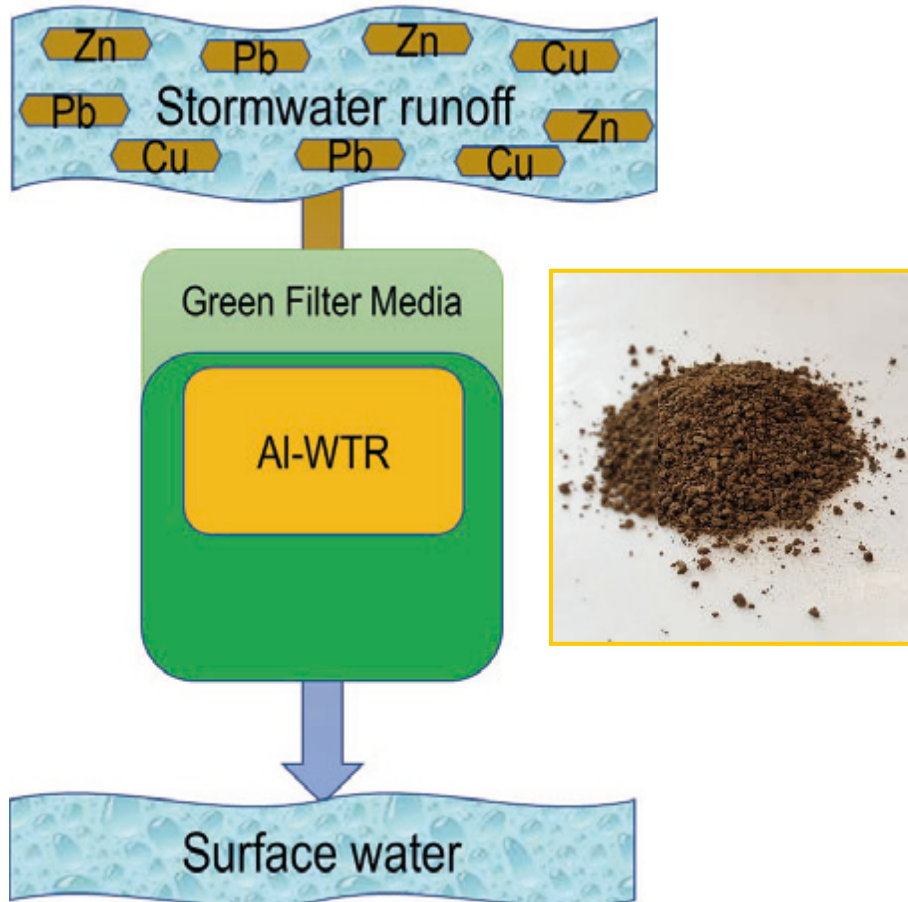 Zn
Pb
Zn
Cu
Pb
Stormwater runoff
Zn
Cu
Pb
Cu
Green Filter Media
Al-WTR
Surface water